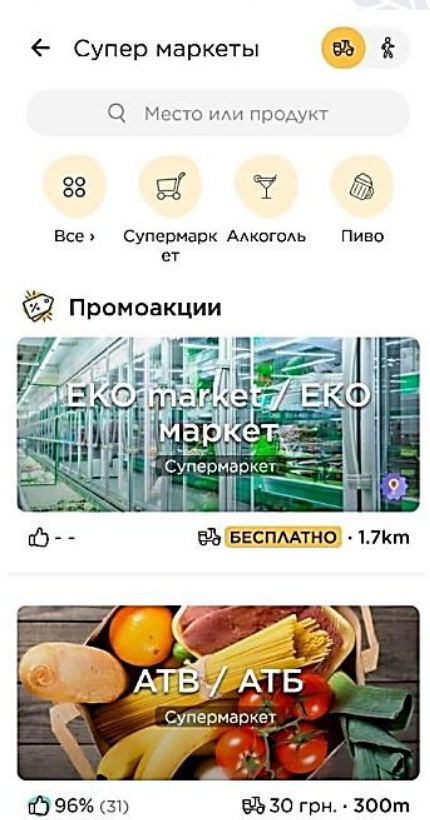 Супер маркеты
Место или продукт
Все ›
Супермарк
ет
Алкоголь
Пиво
Промоакции
EKO market / ЕКО
маркет
Супермаркет
- -
БЕСПЛАТНО · 1.7km
ATB / АТБ
Супермаркет
96% (31)
30 грн. · 300m